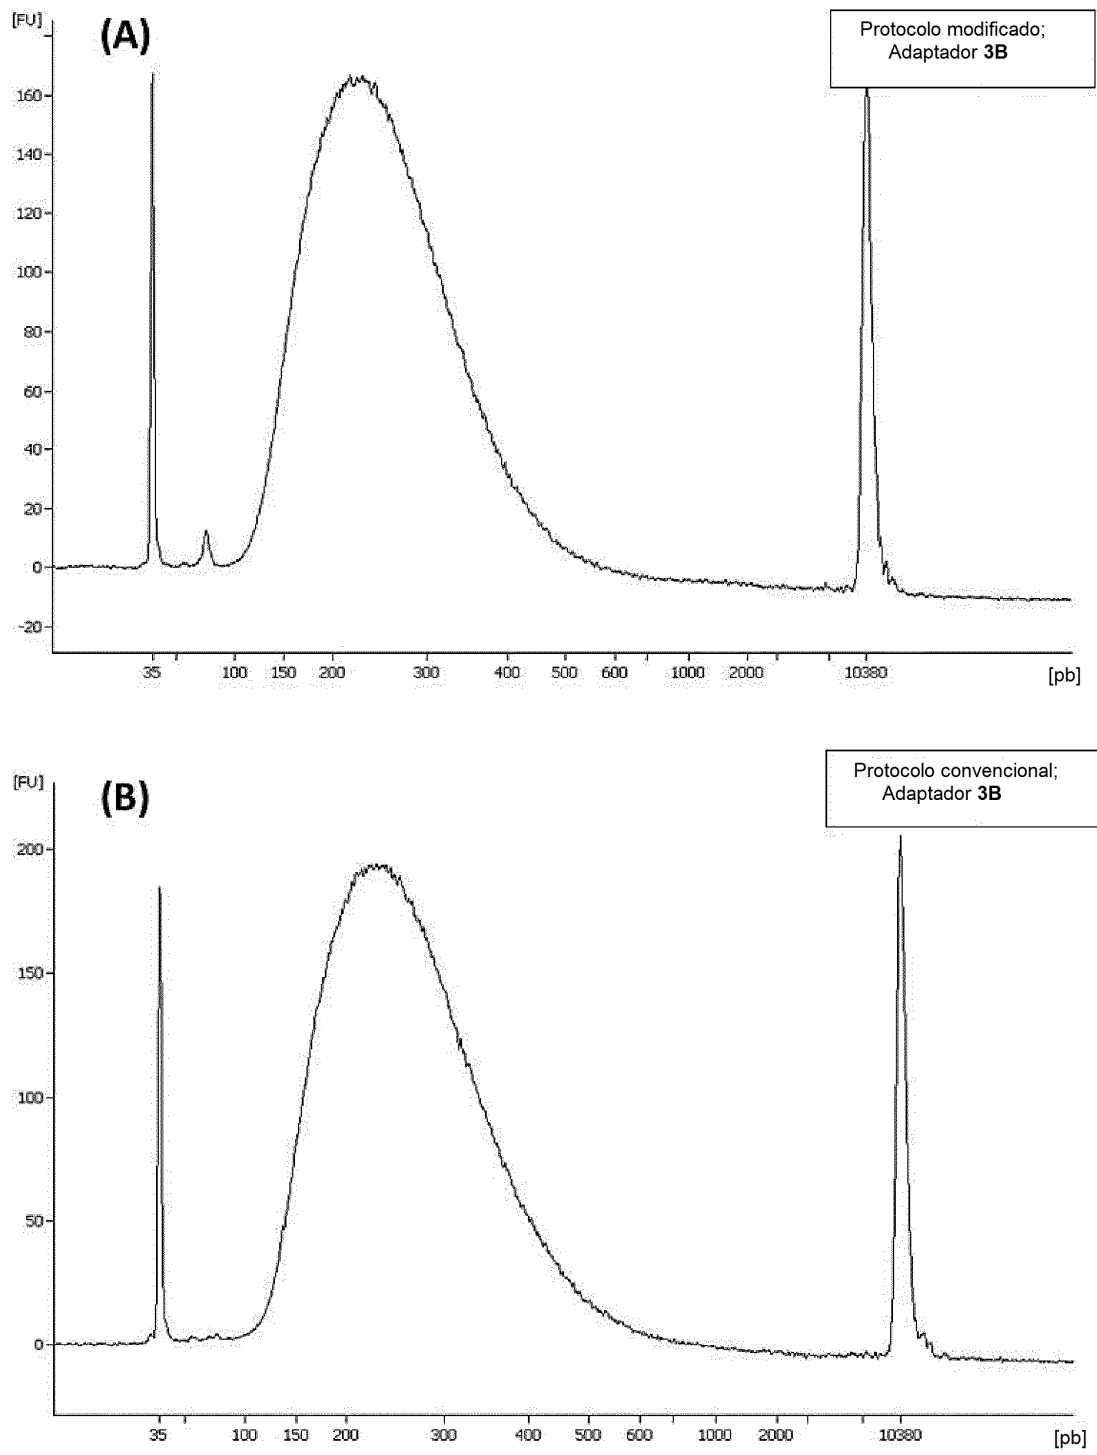 [FU]
(A)
Protocolo modificado;
Adaptador 3B
160
140
120
100
80
60
40
20
0
-20
35 100 150 200 300 400 500 600 1000 2000 10380 [pb]
[FU]
(B)
Protocolo convencional;
Adaptador 3B
200
150
100
50
0
35 100 150 200 300 400 500 600 1000 2000 10380 [pb]